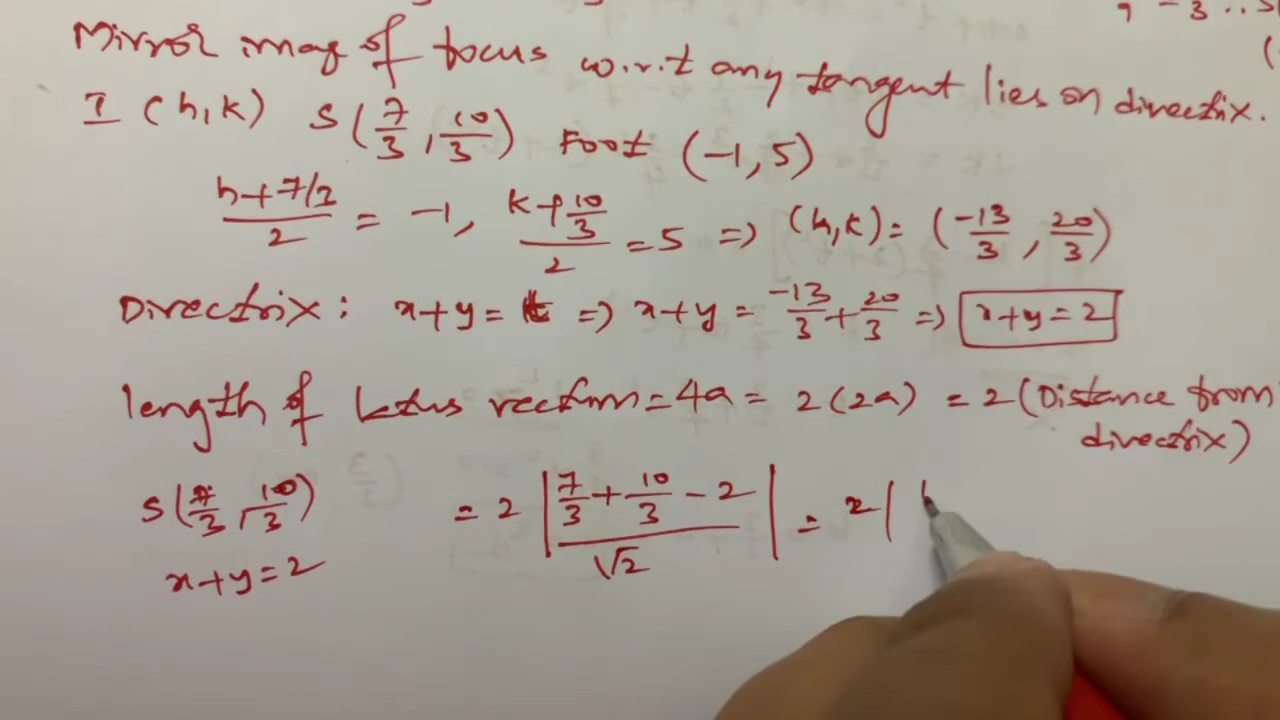 9 - 3 ..
Mirror imag of focus w.r.t any tangent lies on directrix.
I (h,k) S(7/3, 10/3) Foot (-1, 5)
(h+7/3)/2 = -1, (k+10/3)/2 = 5 => (h,k) = (-13/3, 20/3)
Directrix: x+y = k => x+y = -13/3 + 20/3 => x+y = 2
length of Latus rectum = 4a = 2(2a) = 2(Distance from
directrix)
S(7/3, 10/3) = 2 |(7/3 + 10/3 - 2)/√2| = 2|
x+y=2